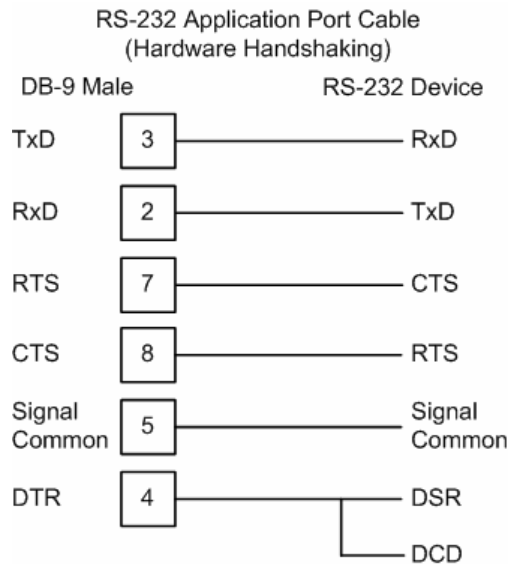 RS-232 Application Port Cable
(Hardware Handshaking)
DB-9 Male RS-232 Device
TxD 3 RxD
RxD 2 TxD
RTS 7 CTS
CTS 8 RTS
Signal Common 5 Signal Common
DTR 4 DSR
DCD